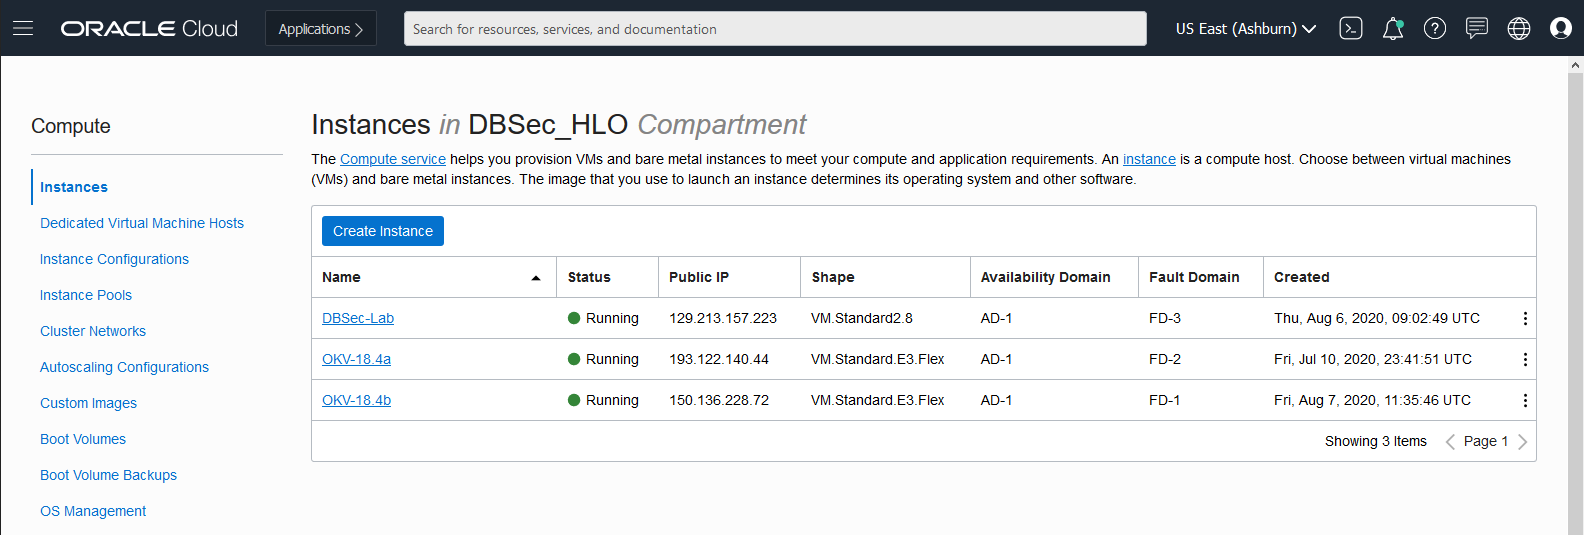 ORACLE Cloud
Applications
Search for resources, services, and documentation
US East (Ashburn)
Compute
Instances
Dedicated Virtual Machine Hosts
Instance Configurations
Instance Pools
Cluster Networks
Autoscaling Configurations
Custom Images
Boot Volumes
Boot Volume Backups
OS Management
Instances in DBSec_HLO Compartment
The Compute service helps you provision VMs and bare metal instances to meet your compute and application requirements. An instance is a compute host. Choose between virtual machines
(VMs) and bare metal instances. The image that you use to launch an instance determines its operating system and other software.
Create Instance
Name Status Public IP Shape Availability Domain Fault Domain Created
DBSec-Lab Running 129.213.157.223 VM.Standard2.8 AD-1 FD-3 Thu, Aug 6, 2020, 09:02:49 UTC
OKV-18.4a Running 193.122.140.44 VM.Standard.E3.Flex AD-1 FD-2 Fri, Jul 10, 2020, 23:41:51 UTC
OKV-18.4b Running 150.136.228.72 VM.Standard.E3.Flex AD-1 FD-1 Fri, Aug 7, 2020, 11:35:46 UTC
Showing 3 Items Page 1